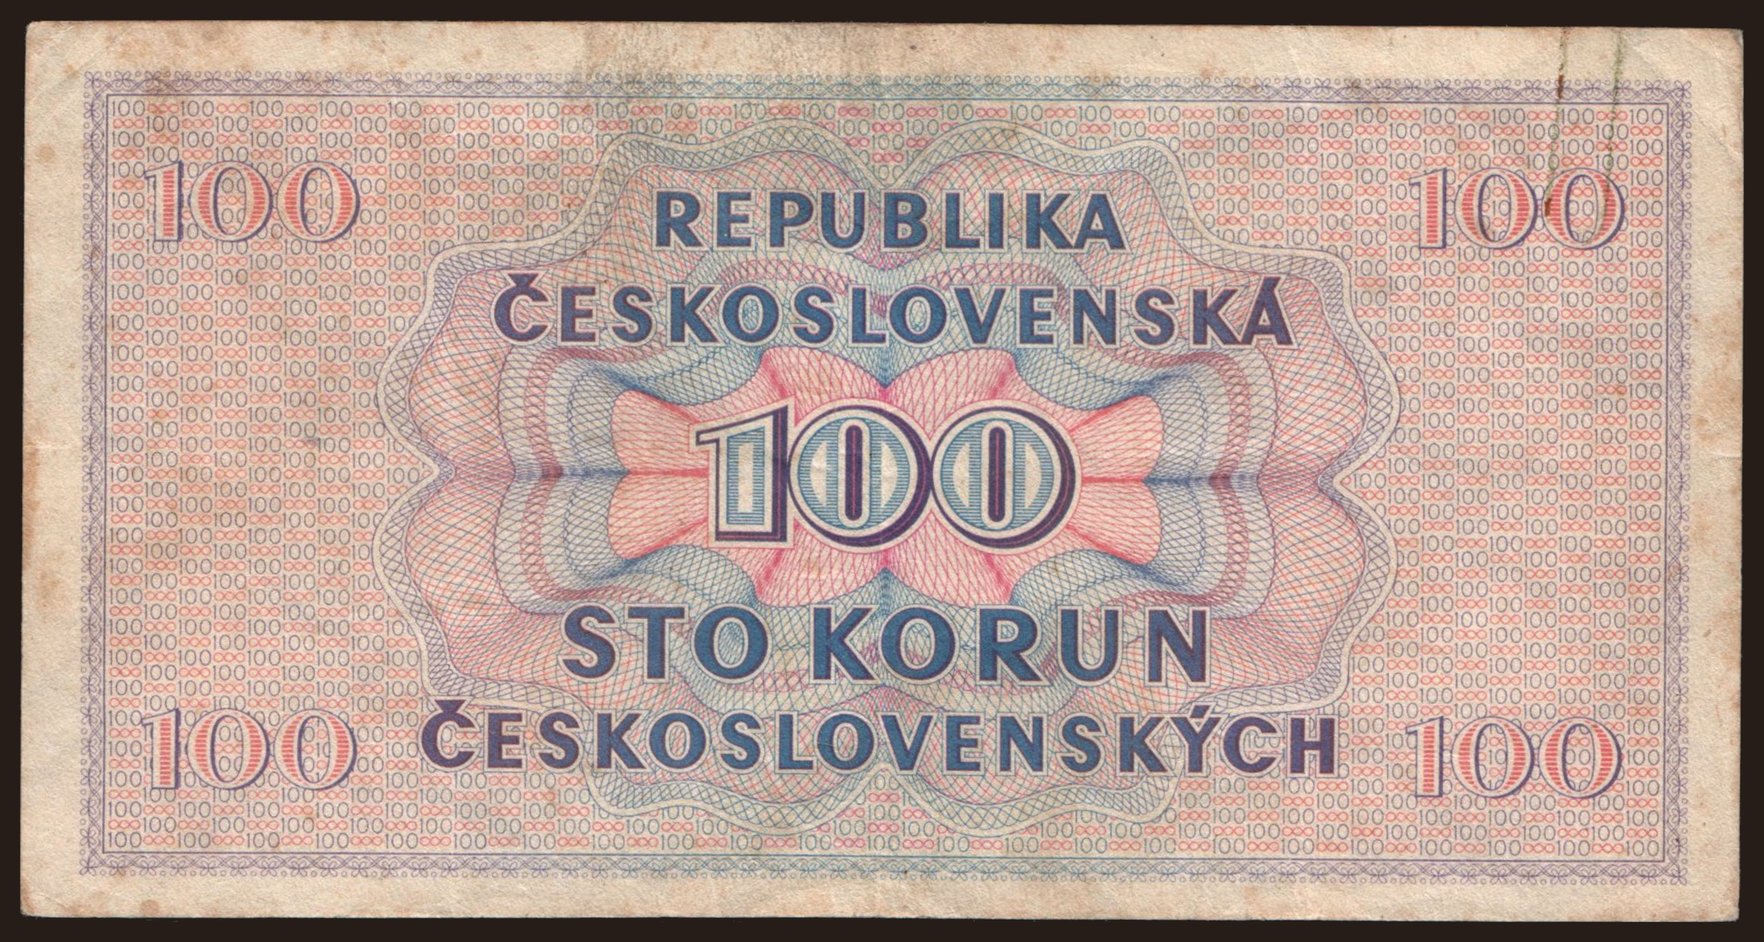 100 100
REPUBLIKA
ČESKOSLOVENSKÁ
100
STO KORUN
ČESKOSLOVENSKÝCH
100 100